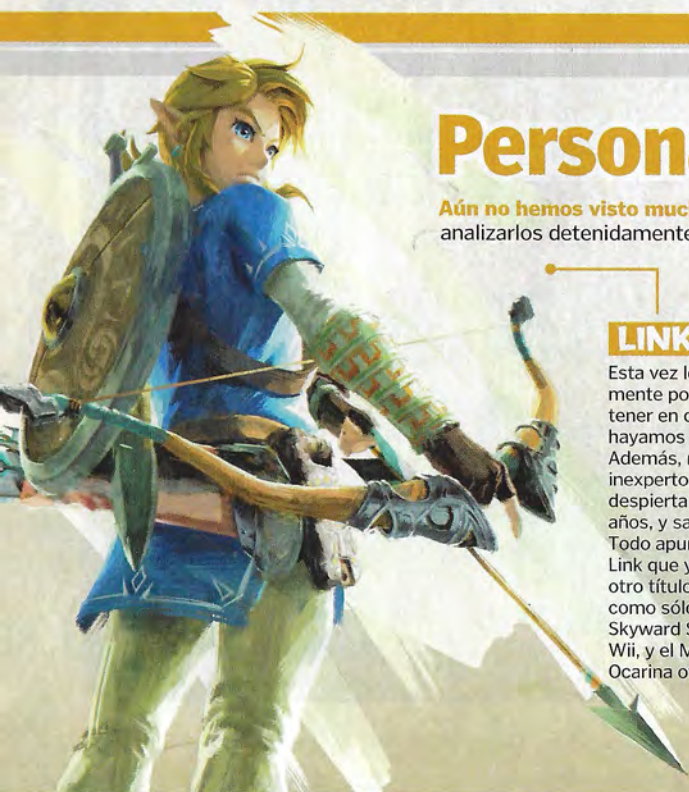 Person
Aún no hemos visto muc
analizarlos detenidamente
LINK
Esta vez l
mente po
tener en c
hayamos
Además,
inexperto
despierta
años, y sa
Todo apu
Link que y
otro título
como sólo
Skyward S
Wii, y el M
Ocarina o